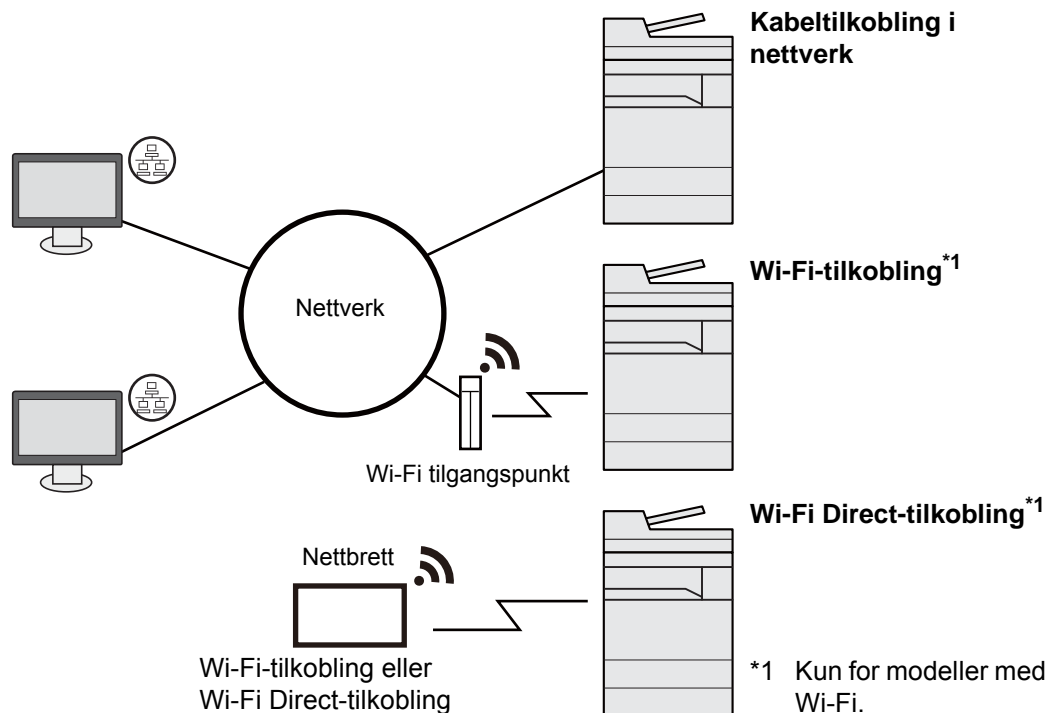 Kabeltilkobling i
nettverk
Nettverk
Wi-Fi-tilkobling*1
Wi-Fi tilgangspunkt
Wi-Fi Direct-tilkobling*1
Nettbrett
Wi-Fi-tilkobling eller
Wi-Fi Direct-tilkobling
*1 Kun for modeller med
Wi-Fi.